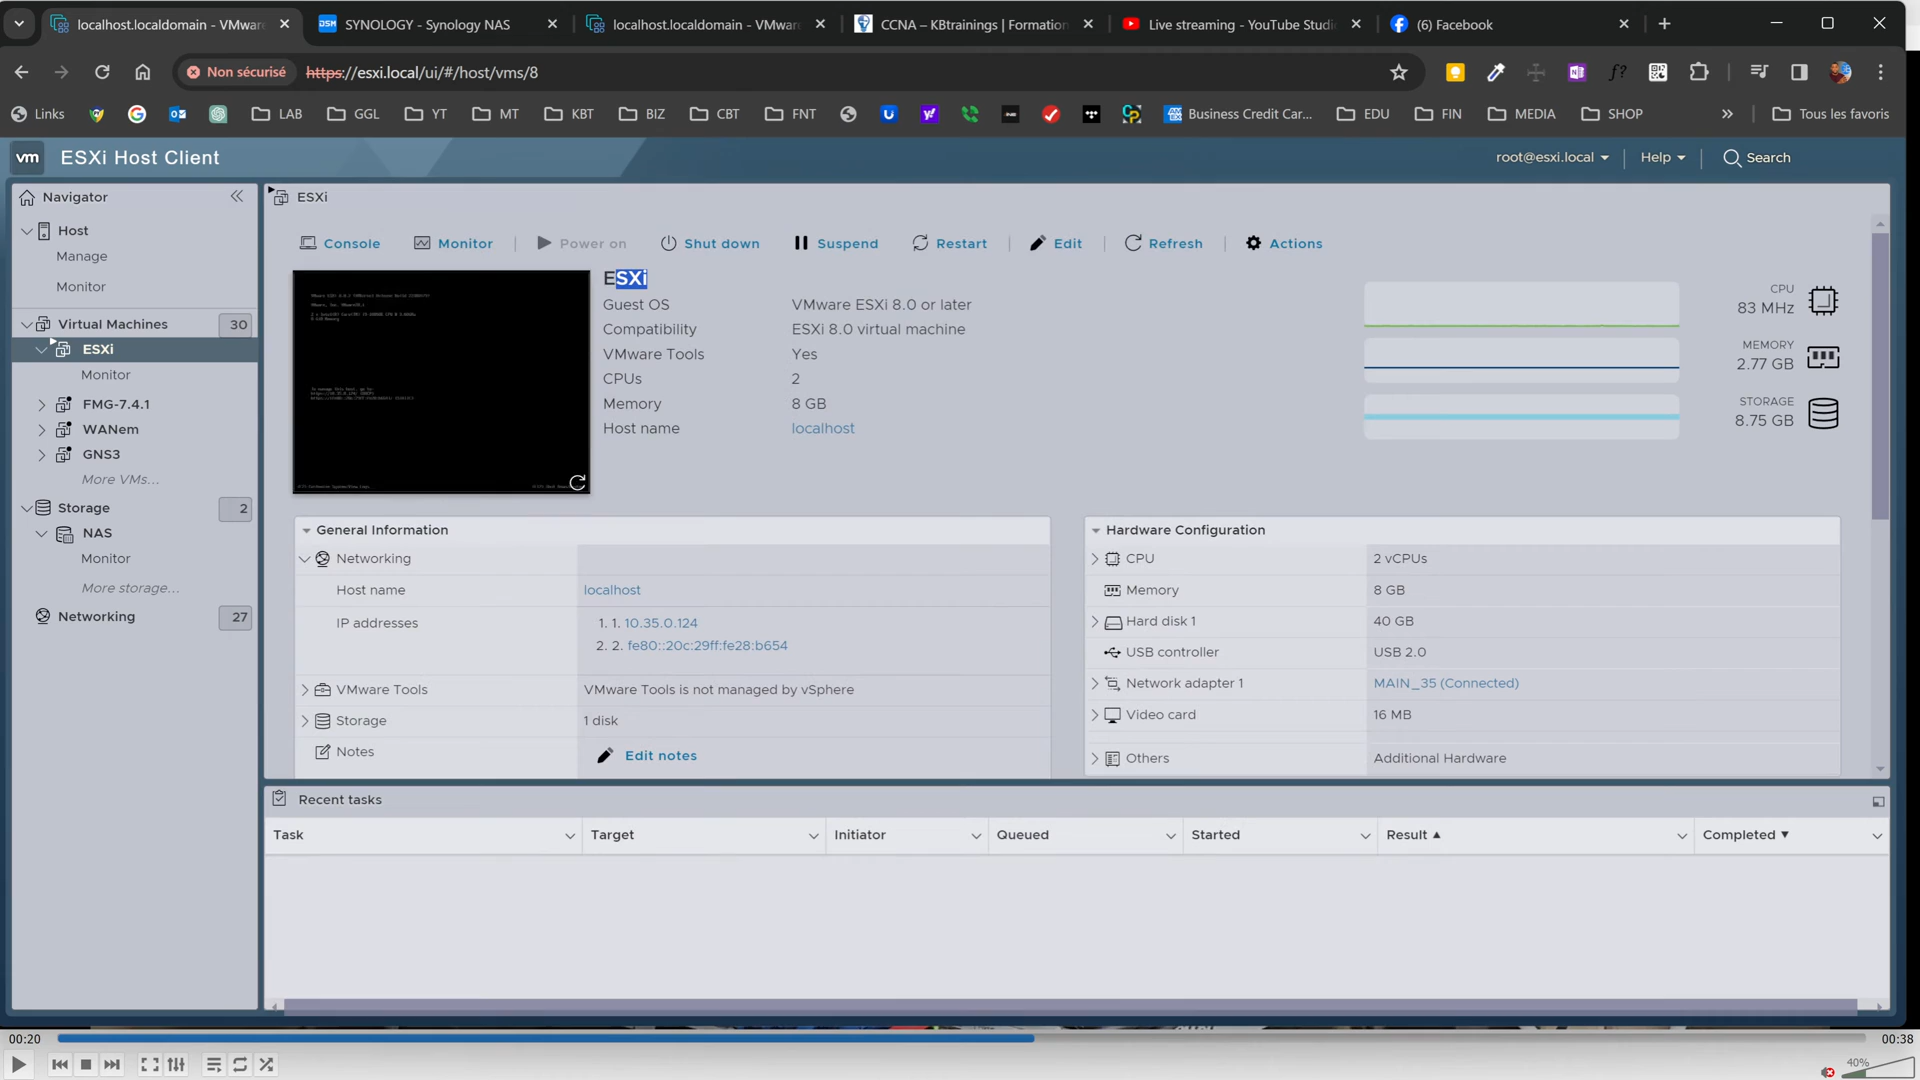 localhost.localdomain - VMware
SYNOLOGY - Synology NAS
localhost.localdomain - VMwar
CCNA – KBtrainings | Formation
Live streaming - YouTube Studi
(6) Facebook
Non sécurisé
https://esxi.local/ui/#/host/vms/8
Links
LAB
GGL
YT
MT
KBT
BIZ
CBT
FNT
Business Credit Car...
EDU
FIN
MEDIA
SHOP
Tous les favoris
vm
ESXi Host Client
root@esxi.local
Help
Search
Navigator
Host
Manage
Monitor
Virtual Machines
30
ESXi
Monitor
FMG-7.4.1
WANem
GNS3
More VMs...
Storage
2
NAS
Monitor
More storage...
Networking
27
ESXi
Console
Monitor
Power on
Shut down
Suspend
Restart
Edit
Refresh
Actions
ESXi
Guest OS VMware ESXi 8.0 or later
Compatibility ESXi 8.0 virtual machine
VMware Tools Yes
CPUs 2
Memory 8 GB
Host name localhost
CPU
83 MHz
MEMORY
2.77 GB
STORAGE
8.75 GB
General Information
Networking
Host name localhost
IP addresses 1. 1. 10.35.0.124
2. 2. fe80::20c:29ff:fe28:b654
VMware Tools VMware Tools is not managed by vSphere
Storage 1 disk
Notes Edit notes
Hardware Configuration
CPU 2 vCPUs
Memory 8 GB
Hard disk 1 40 GB
USB controller USB 2.0
Network adapter 1 MAIN_35 (Connected)
Video card 16 MB
Others Additional Hardware
Recent tasks
Task Target Initiator Queued Started Result Completed
00:20
00:38
40%